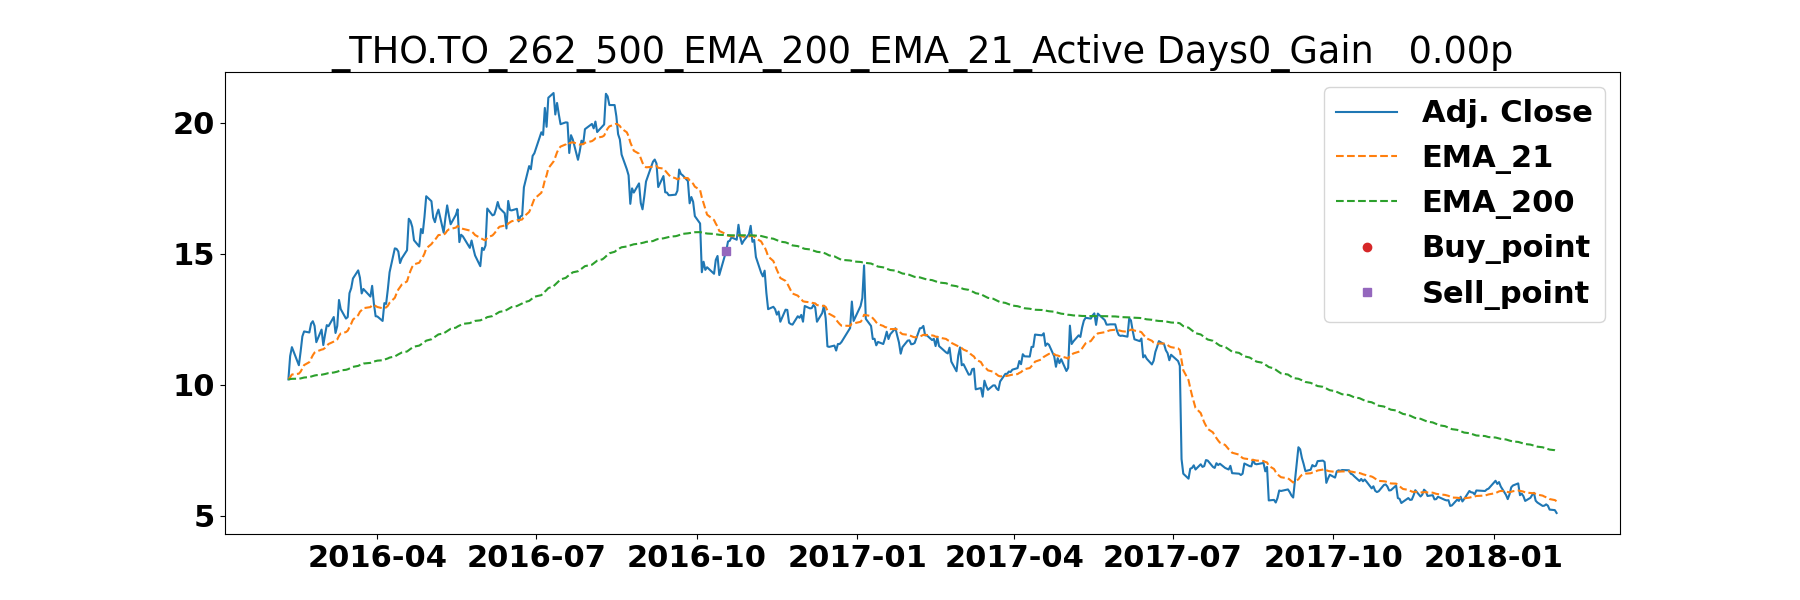 _THO.TO_262_500_EMA_200_EMA_21_Active Days0_Gain   0.00p
20
15
10
5
Adj. Close
EMA_21
EMA_200
Buy_point
Sell_point
2016-04 2016-07 2016-10 2017-01 2017-04 2017-07 2017-10 2018-01